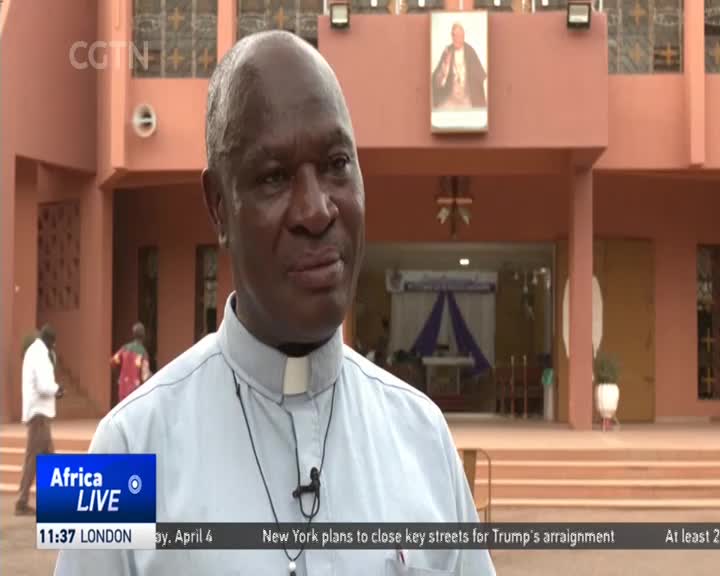 CGTN
Africa
LIVE
11:37 LONDON
ay, April 4 New York plans to close key streets for Trump's arraignment At least 2